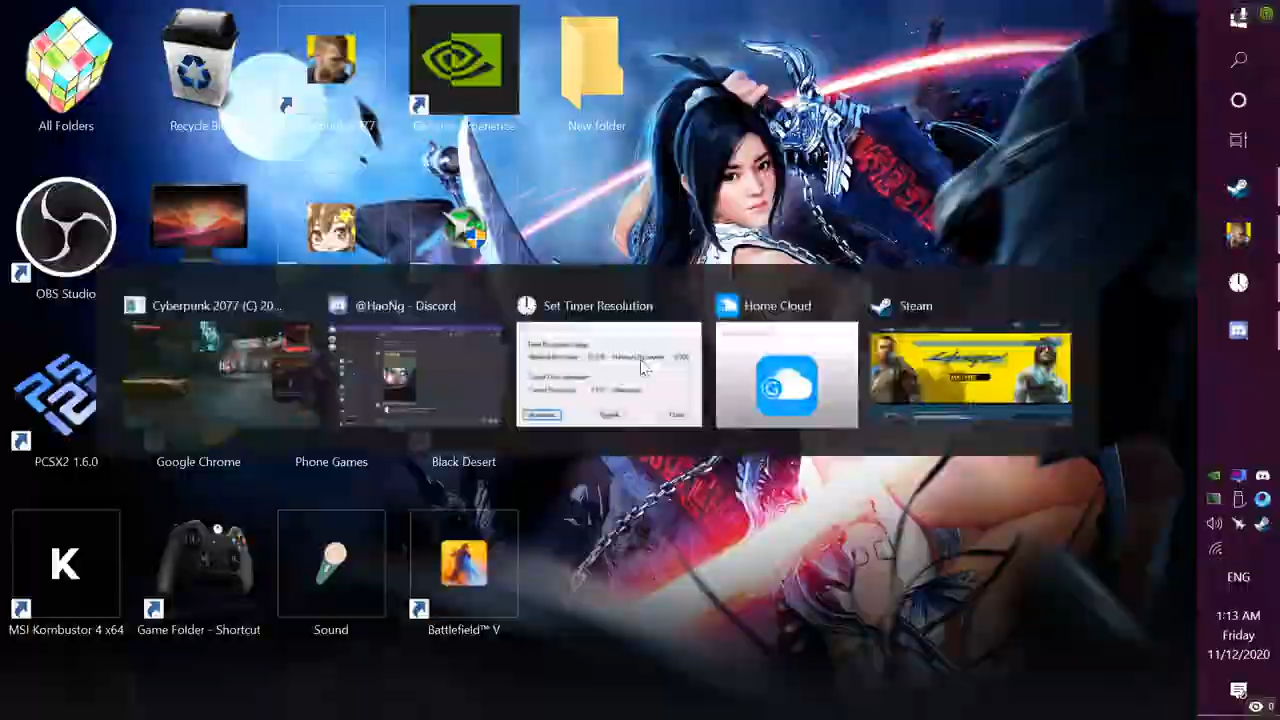 All Folders
Recycle Bin
New folder
OBS Studio
Cyberpunk 2077 (C) 20...
@HaoNg - Discord
Set Timer Resolution
Home Cloud
Steam
PCSX2 1.6.0
Google Chrome
Phone Games
Black Desert
K
MSI Kombustor 4 x64
Game Folder - Shortcut
Sound
Battlefield™ V
ENG
1:13 AM
Friday
11/12/2020
0